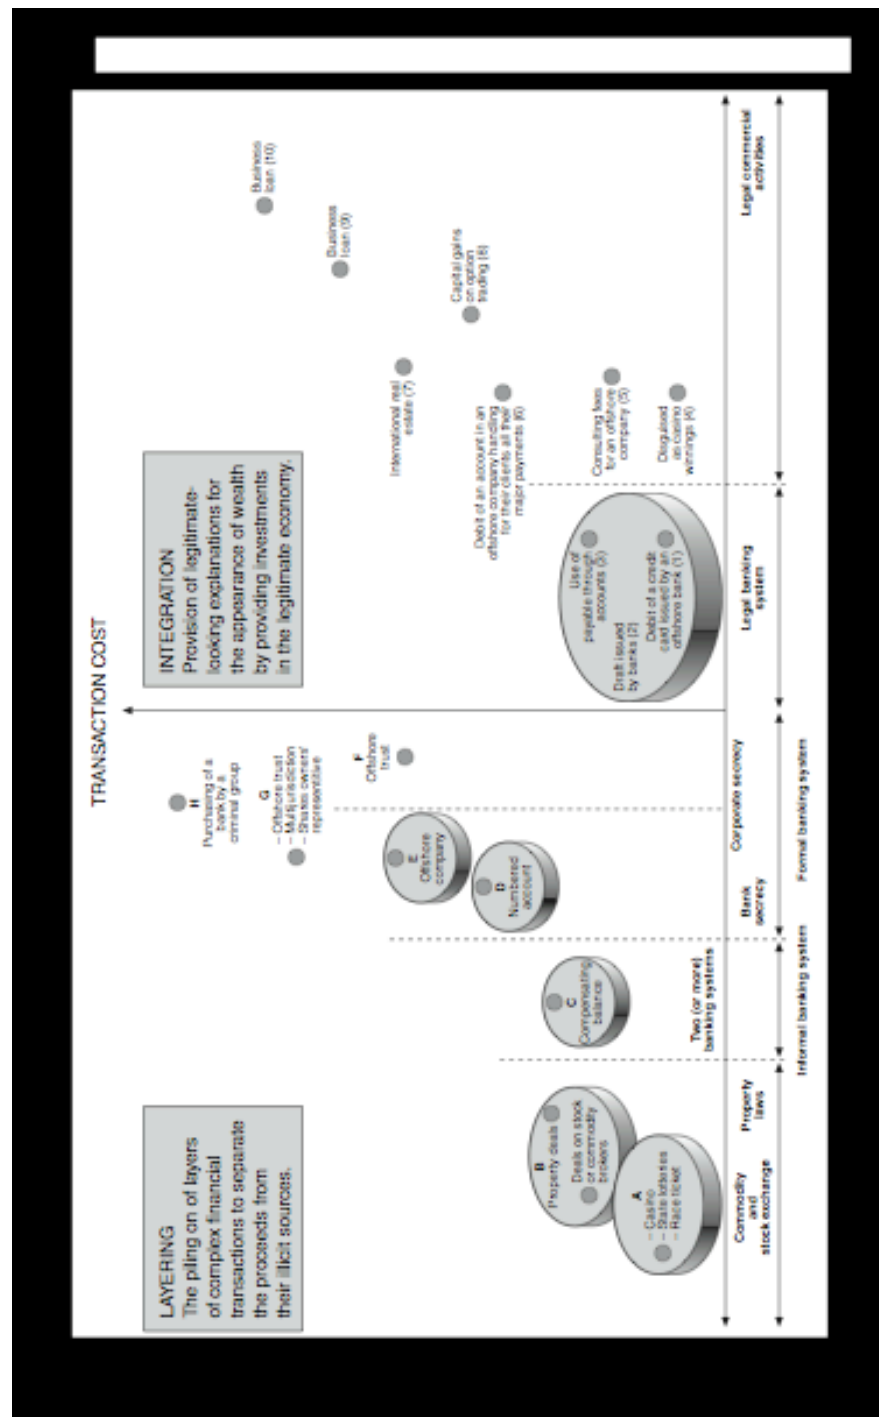 TRANSACTION COST
LAYERING
The piling on of layers
of complex financial
transactions to separate
the proceeds from
their illicit sources.
INTEGRATION
Provision of legitimate-
looking explanations for
the appearance of wealth
by providing investments
in the legitimate economy.
A
– Casino
– State lotteries
– Race ticket
B
Property deals
Deals on stock
or commodity
brokers
C
Compensating
balance
D
Numbered
account
E
Offshore
company
F
Offshore
trust
G
– Offshore trust
– Multijurisdiction
– Shares owners'
representitive
H
Purchasing of a
bank by a
criminal group
Use of
payable through
accounts (3)
Draft issued
by banks (2)
Debit of a credit
card issued by an
offshore bank (1)
Disguised
as casino
winnings (4)
Consulting fees
for an offshore
company (5)
Debit of an account in an
offshore company handling
for their clients all their
major payments (6)
International real
estate (7)
Capital gains
on option
trading (8)
Business
loan (9)
Business
loan (10)
Commodity
and
stock exchange
Property
laws
Two (or more)
banking systems
Bank
secrecy
Corporate secrecy
Legal banking
system
Legal commercial
activities
Informal banking system
Formal banking system